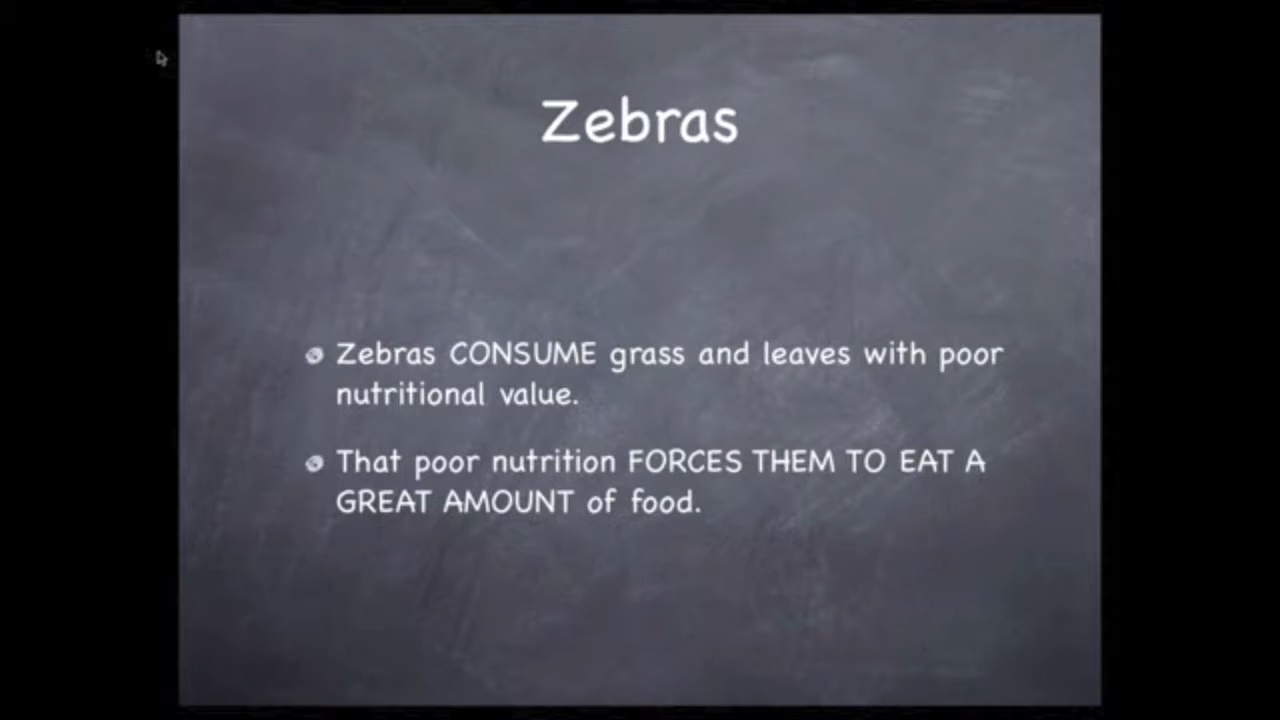 Zebras
Zebras CONSUME grass and leaves with poor
nutritional value.
That poor nutrition FORCES THEM TO EAT A
GREAT AMOUNT of food.